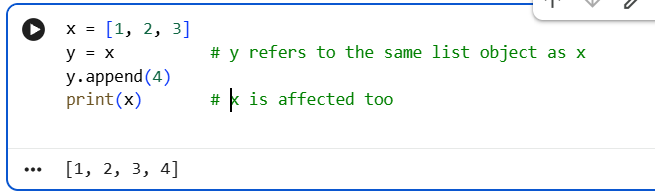 x = [1, 2, 3]
y = x          # y refers to the same list object as x
y.append(4)
print(x)       # x is affected too
[1, 2, 3, 4]